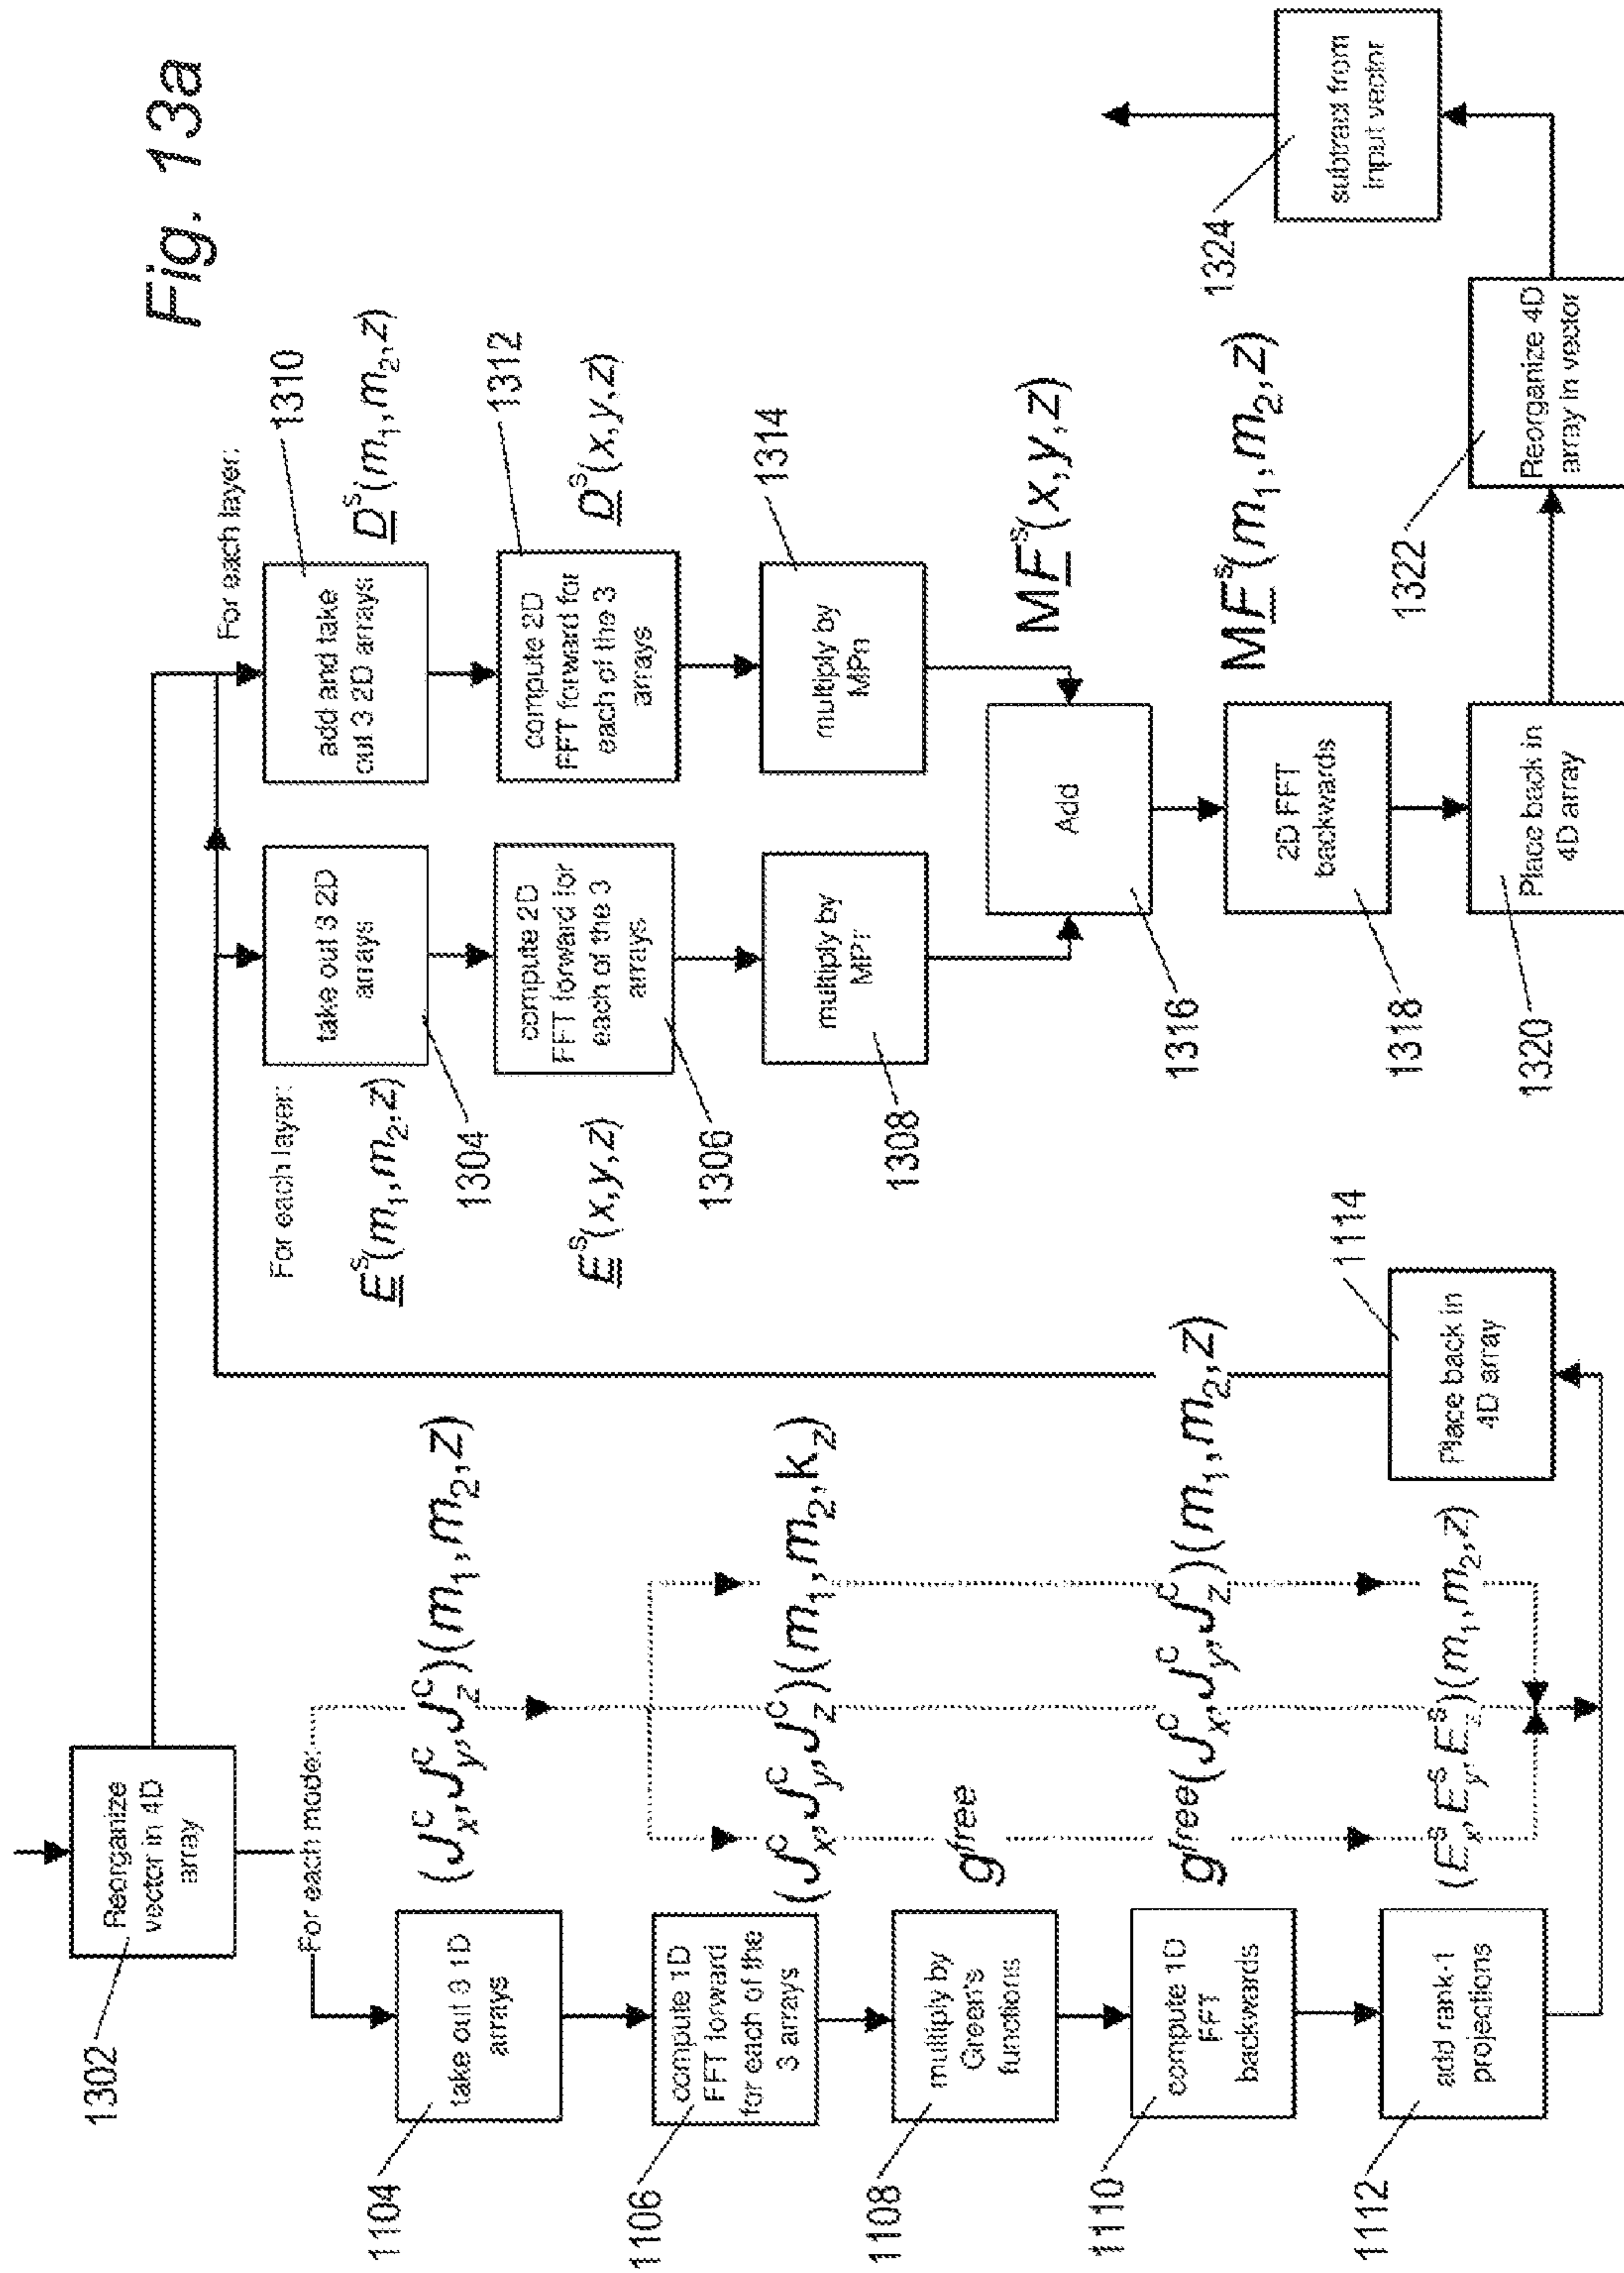 Fig. 13a
1302
Reorganize
vector in 4D
array
For each mode:
1104
take out 3 1D
arrays
(J_x^C, J_y^C, J_z^C)(m_1, m_2, z)
1106
compute 1D
FFT forward
for each of the
3 arrays
(J_x^C, J_y^C, J_z^C)(m_1, m_2, k_z)
1108
multiply by
Green's
functions
g^free
1110
compute 1D
FFT
backwards
g^free(J_x^C, J_y^C, J_z^C)(m_1, m_2, z)
1112
add rank-1
projections
(E_x^S, E_y^S, E_z^S)(m_1, m_2, z)
1114
Place back in
4D array
For each layer:
E^S(m_1, m_2, z)
1304
take out 3 2D
arrays
E^S(x, y, z)
1306
compute 2D
FFT forward for
each of the 3
arrays
1308
multiply by
For each layer:
1310
add and take
out 3 2D arrays
D^S(m_1, m_2, z)
1312
compute 2D
FFT forward for
each of the 3
arrays
D^S(x, y, z)
1314
multiply by
MPn
MF^S(x, y, z)
1316
Add
1318
2D FFT
backwards
MF^S(m_1, m_2, z)
1320
Place back in
4D array
1322
Reorganize 4D
array in vector
1324
subtract from
input vector